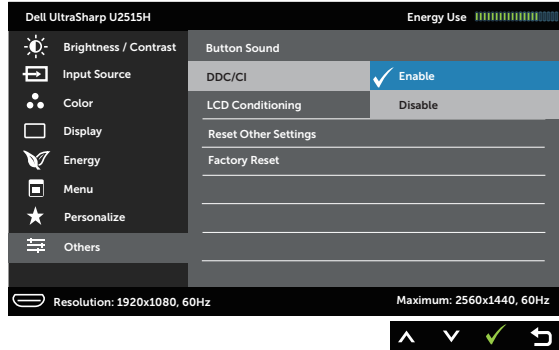 Dell UltraSharp U2515H Energy Use
Brightness / Contrast Button Sound
Input Source DDC/CI Enable
Color LCD Conditioning Disable
Display Reset Other Settings
Energy Factory Reset
Menu
Personalize
Others
Resolution: 1920x1080, 60Hz Maximum: 2560x1440, 60Hz